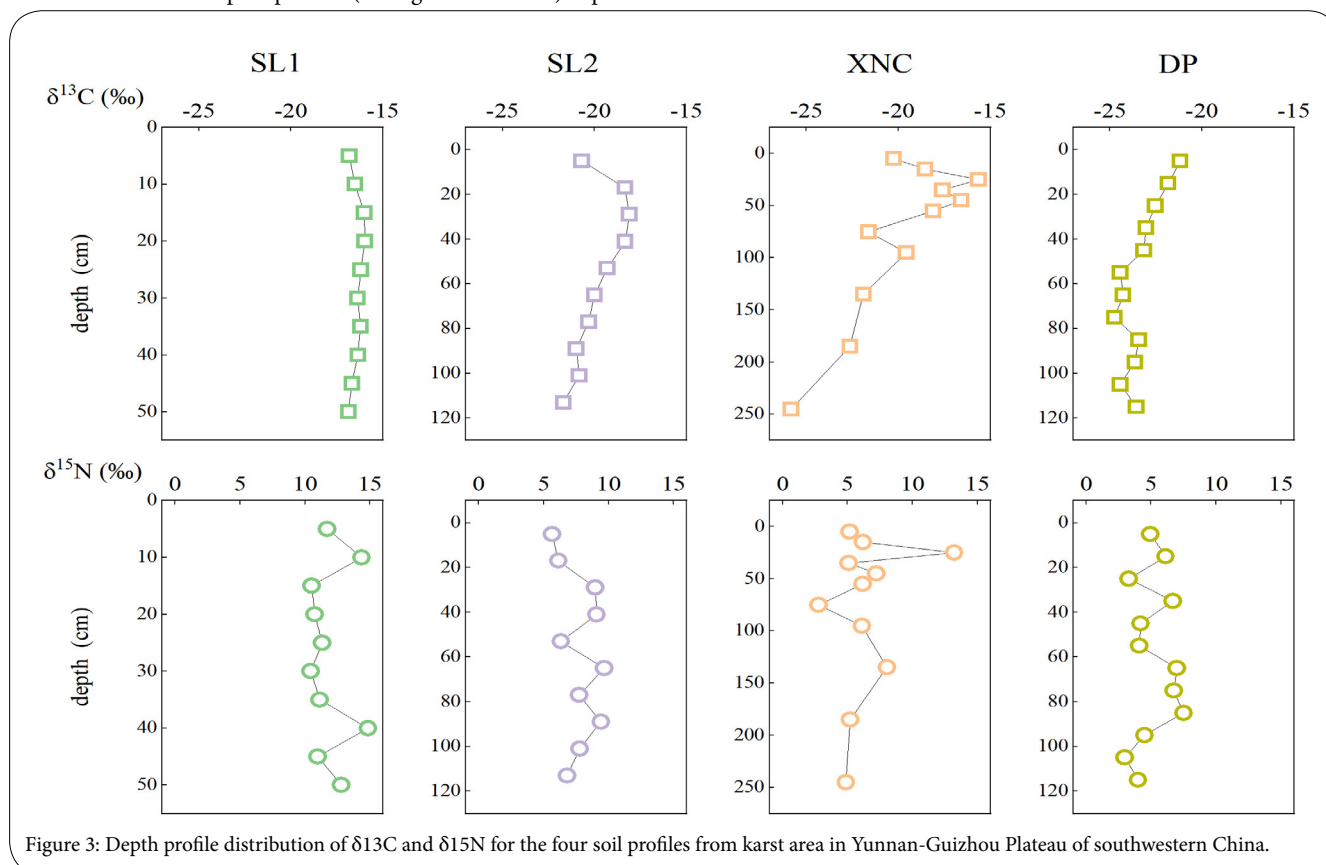 SL1 SL2 XNC DP
δ¹³C (‰) -25 -20 -15 -25 -20 -15 -25 -20 -15 -25 -20 -15
0 10 20 30 40 50
depth (cm)
0 20 40 60 80 100 120
0 50 100 150 200 250
0 20 40 60 80 100 120
δ¹⁵N (‰) 0 5 10 15 0 5 10 15 0 5 10 15 0 5 10 15
0 10 20 30 40 50
depth (cm)
0 20 40 60 80 100 120
0 50 100 150 200 250
0 20 40 60 80 100 120
Figure 3: Depth profile distribution of δ13C and δ15N for the four soil profiles from karst area in Yunnan-Guizhou Plateau of southwestern China.